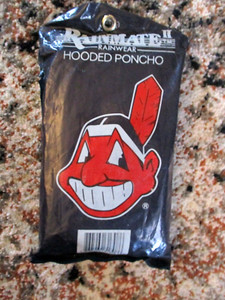 RAINMATE II
RAINWEAR
HOODED PONCHO
®